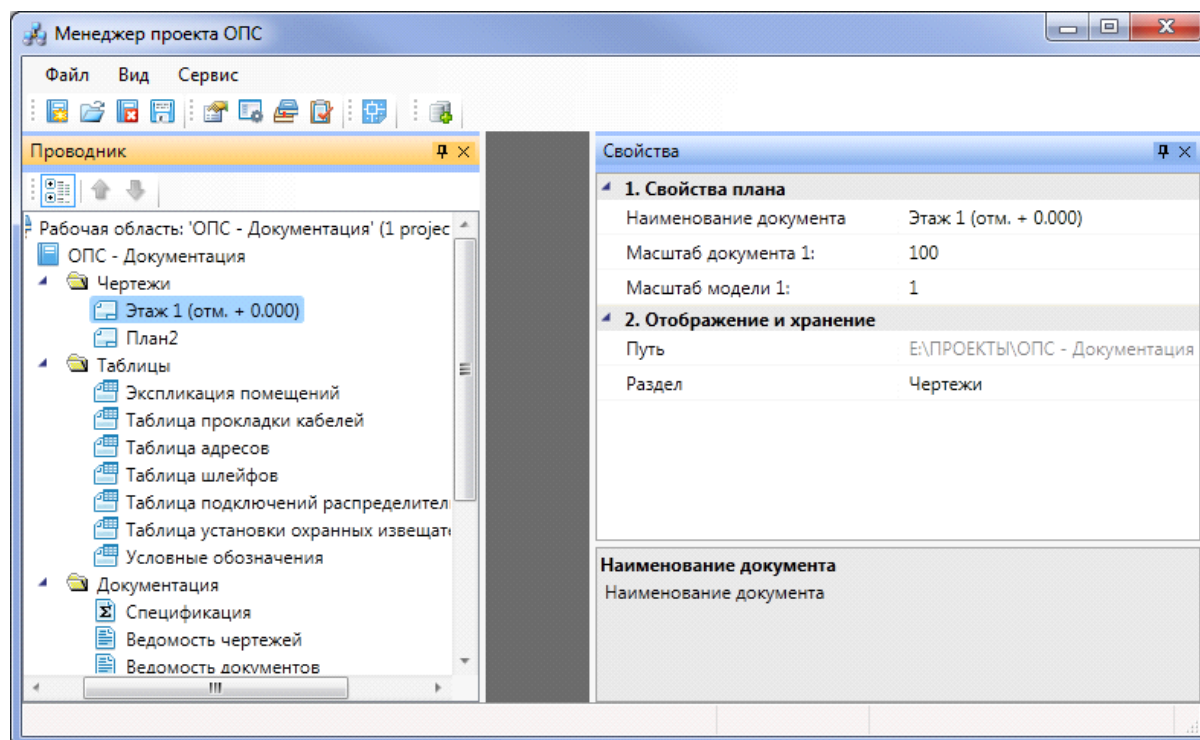 Менеджер проекта ОПС
Файл Вид Сервис
Проводник
Рабочая область: 'ОПС - Документация' (1 projec
ОПС - Документация
Чертежи
Этаж 1 (отм. + 0.000)
План2
Таблицы
Экспликация помещений
Таблица прокладки кабелей
Таблица адресов
Таблица шлейфов
Таблица подключений распределител
Таблица установки охранных извещат
Условные обозначения
Документация
Спецификация
Ведомость чертежей
Ведомость документов
Свойства
1. Свойства плана
Наименование документа Этаж 1 (отм. + 0.000)
Масштаб документа 1: 100
Масштаб модели 1: 1
2. Отображение и хранение
Путь E:\ПРОЕКТЫ\ОПС - Документация
Раздел Чертежи
Наименование документа
Наименование документа